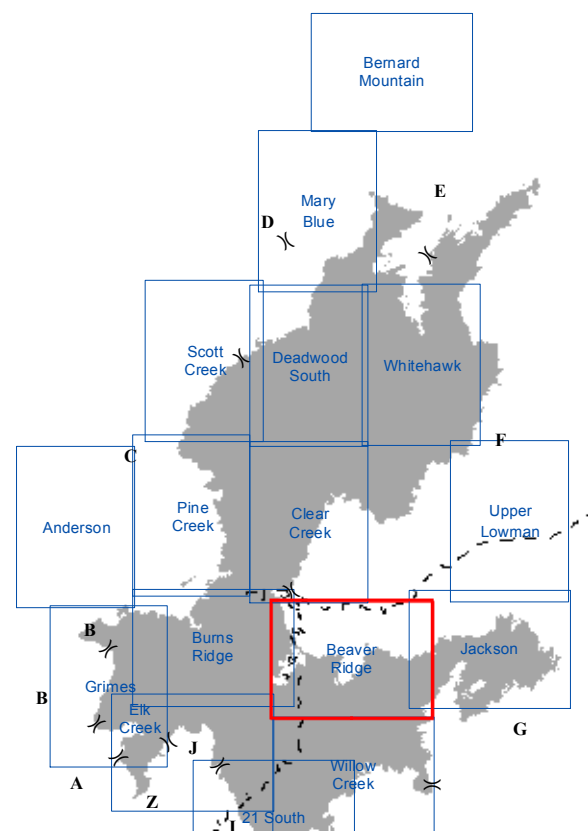 Bernard
Mountain
E
Mary
Blue
D
Scott
Creek
Deadwood
South
Whitehawk
F
C
Anderson
Pine
Creek
Clear
Creek
Upper
Lowman
B
Burns
Ridge
Beaver
Ridge
Jackson
B
Grimes
Elk
Creek
G
J
A
Z
Willow
Creek
21 South